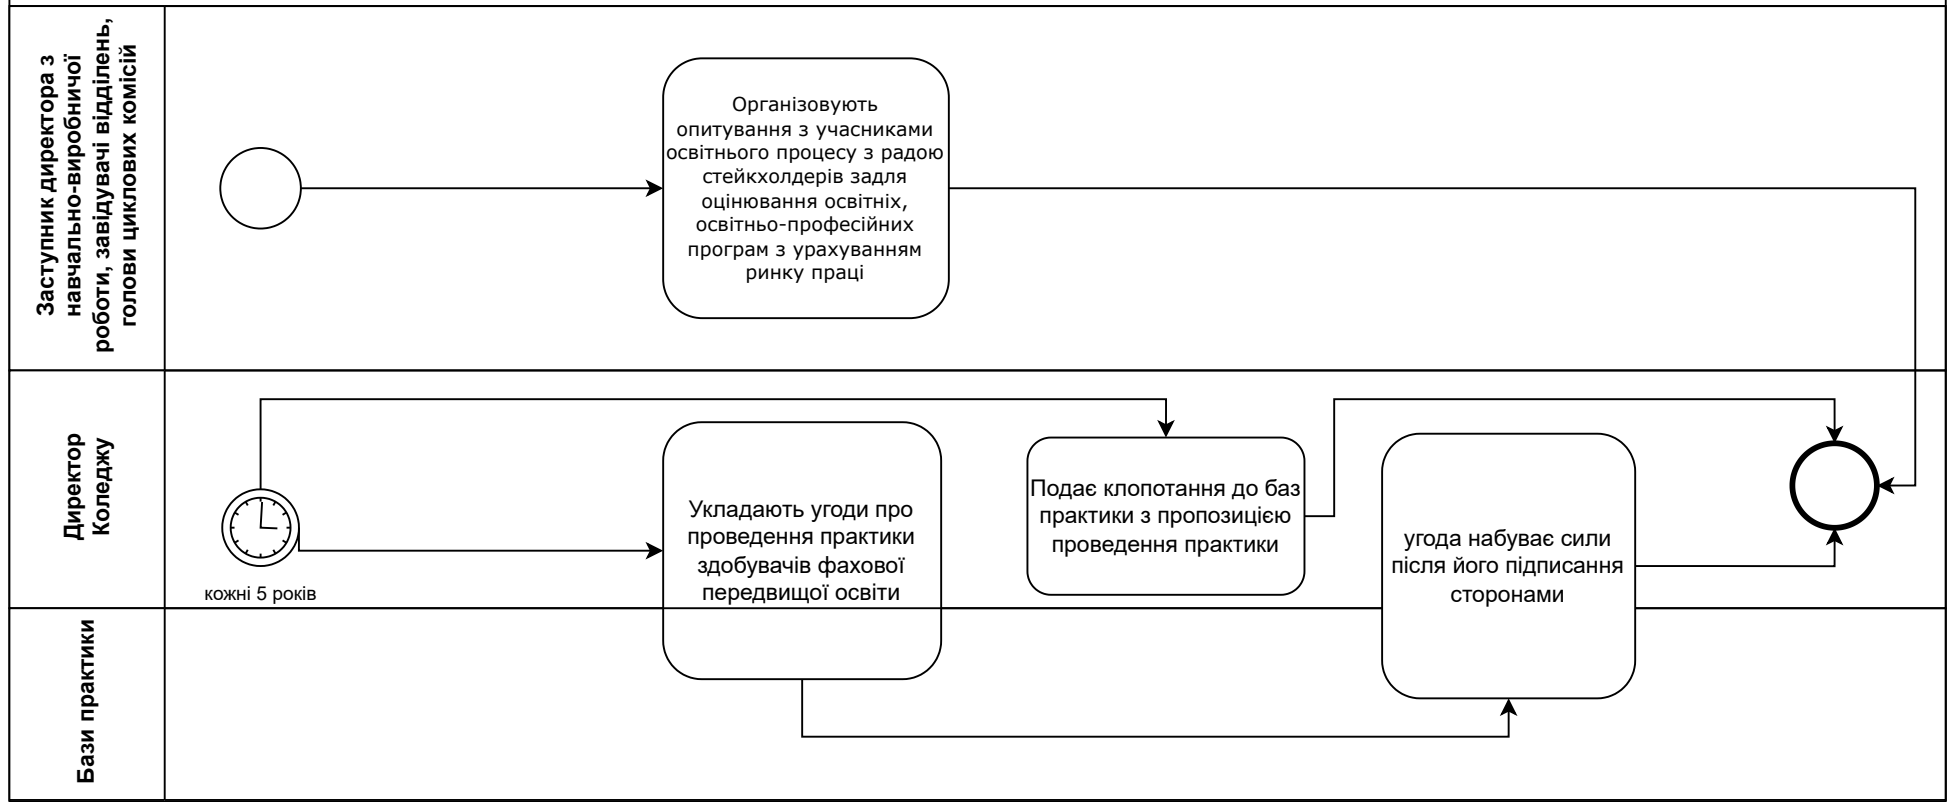 Заступник директора з
навчально-виробничої
роботи, завідувачі відділень,
голови циклових комісій
Організовують
опитування з учасниками
освітнього процесу з радою
стейкхолдерів задля
оцінювання освітніх,
освітньо-професійних
програм з урахуванням
ринку праці
Директор
Коледжу
кожні 5 років
Укладають угоди про
проведення практики
здобувачів фахової
передвищої освіти
Подає клопотання до баз
практики з пропозицією
проведення практики
угода набуває сили
після його підписання
сторонами
Бази практики